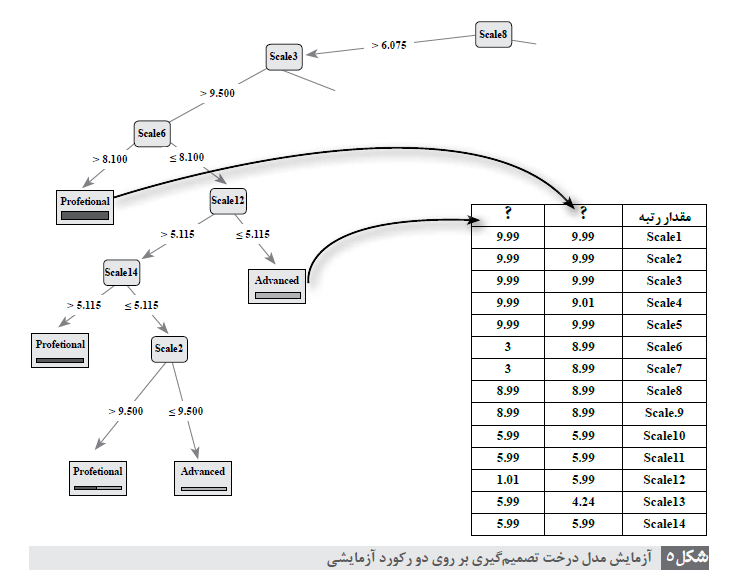 Scale8
> 6.075
Scale3
> 9.500
Scale6
> 8.100
≤ 8.100
Profetional
Scale12
> 5.115
≤ 5.115
Scale14
Advanced
> 5.115
≤ 5.115
Profetional
Scale2
> 9.500
≤ 9.500
Profetional
Advanced
? ? مقدار رتبه
9.99 9.99 Scale1
9.99 9.99 Scale2
9.99 9.99 Scale3
9.99 9.01 Scale4
9.99 9.99 Scale5
3 8.99 Scale6
3 8.99 Scale7
8.99 8.99 Scale8
8.99 8.99 Scale.9
5.99 5.99 Scale10
5.99 5.99 Scale11
1.01 5.99 Scale12
5.99 4.24 Scale13
5.99 5.99 Scale14
شکل۵ آزمایش مدل درخت تصمیم‌گیری بر روی دو رکورد آزمایشی